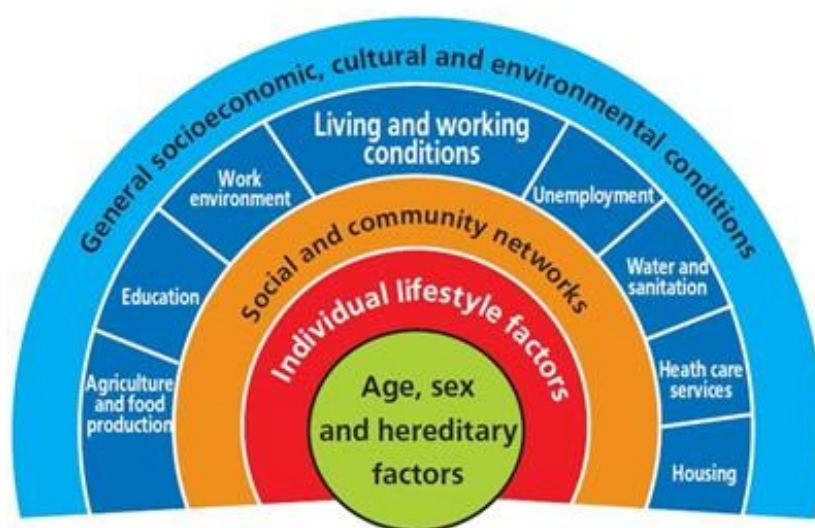 General socioeconomic, cultural and environmental conditions
Living and working
conditions
Work
environment
Unemployment
Education
Water and
sanitation
Agriculture
and food
production
Heath care
services
Housing
Social and community networks
Individual lifestyle factors
Age, sex
and hereditary
factors